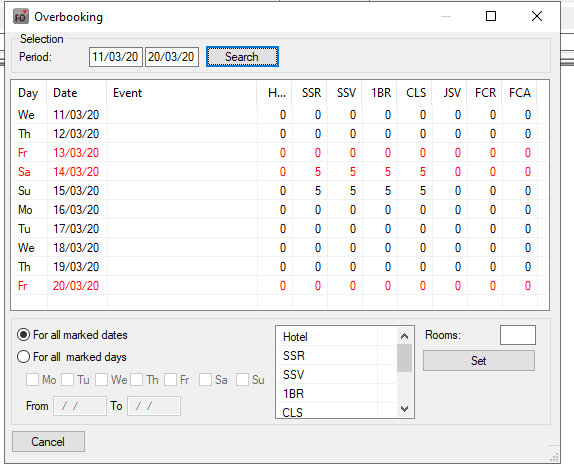 FO Overbooking
Selection
Period: 11/03/20 20/03/20 Search
Day Date Event H... SSR SSV 1BR CLS JSV FCR FCA
We 11/03/20 0 0 0 0 0 0 0 0
Th 12/03/20 0 0 0 0 0 0 0 0
Fr 13/03/20 0 0 0 0 0 0 0 0
Sa 14/03/20 0 5 5 5 5 0 0 0
Su 15/03/20 0 5 5 5 5 0 0 0
Mo 16/03/20 0 0 0 0 0 0 0 0
Tu 17/03/20 0 0 0 0 0 0 0 0
We 18/03/20 0 0 0 0 0 0 0 0
Th 19/03/20 0 0 0 0 0 0 0 0
Fr 20/03/20 0 0 0 0 0 0 0 0
For all marked dates
For all marked days
Mo Tu We Th Fr Sa Su
From / / To / /
Hotel
SSR
SSV
1BR
CLS
Rooms:
Set
Cancel